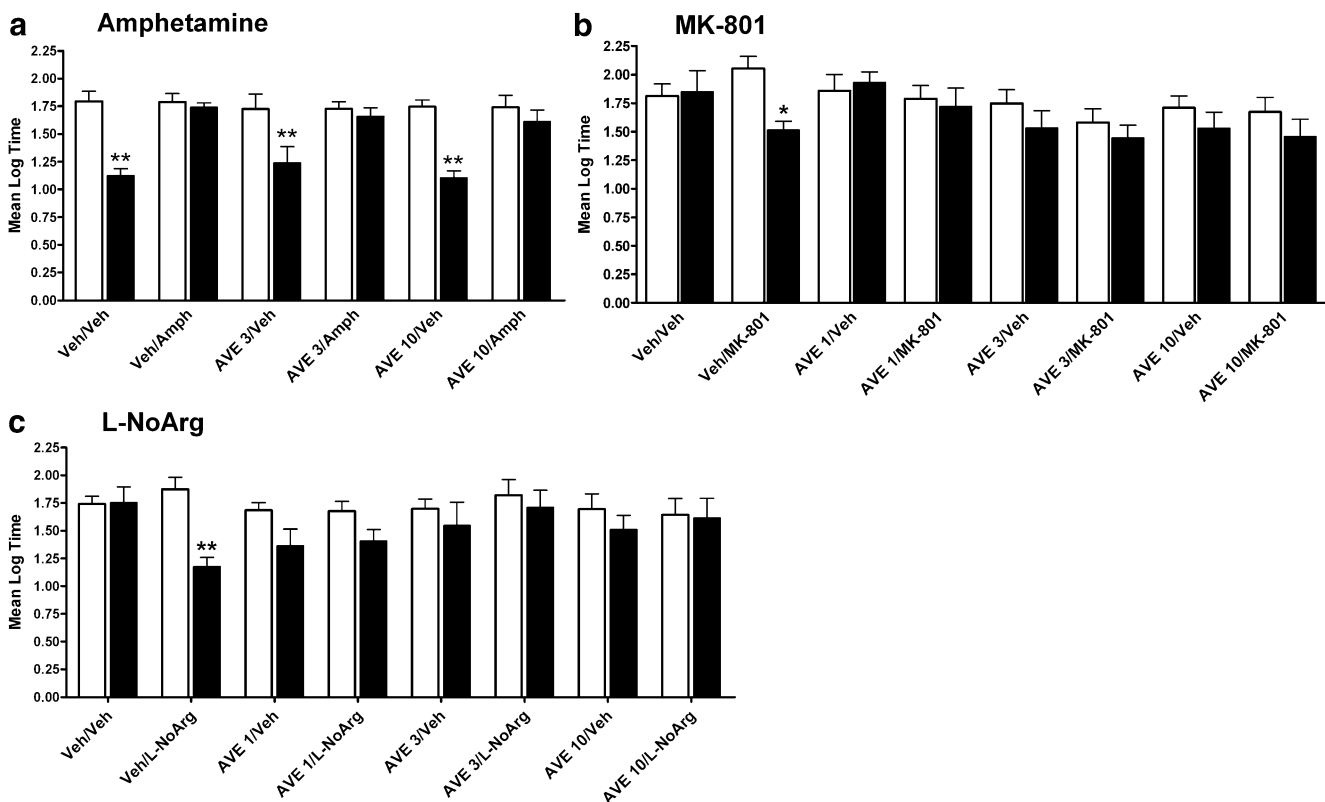 a Amphetamine
2.25
2.00
1.75
1.50
1.25
1.00
0.75
0.50
0.25
0.00
Mean Log Time
**
**
**
Veh/Veh
Veh/Amph
AVE 3/Veh
AVE 3/Amph
AVE 10/Veh
AVE 10/Amph
b MK-801
2.25
2.00
1.75
1.50
1.25
1.00
0.75
0.50
0.25
0.00
Mean Log Time
*
Veh/Veh
Veh/MK-801
AVE 1/Veh
AVE 1/MK-801
AVE 3/Veh
AVE 3/MK-801
AVE 10/Veh
AVE 10/MK-801
c L-NoArg
2.25
2.00
1.75
1.50
1.25
1.00
0.75
0.50
0.25
0.00
Mean Log Time
**
Veh/Veh
Veh/L-NoArg
AVE 1/Veh
AVE 1/L-NoArg
AVE 3/Veh
AVE 3/L-NoArg
AVE 10/Veh
AVE 10/L-NoArg